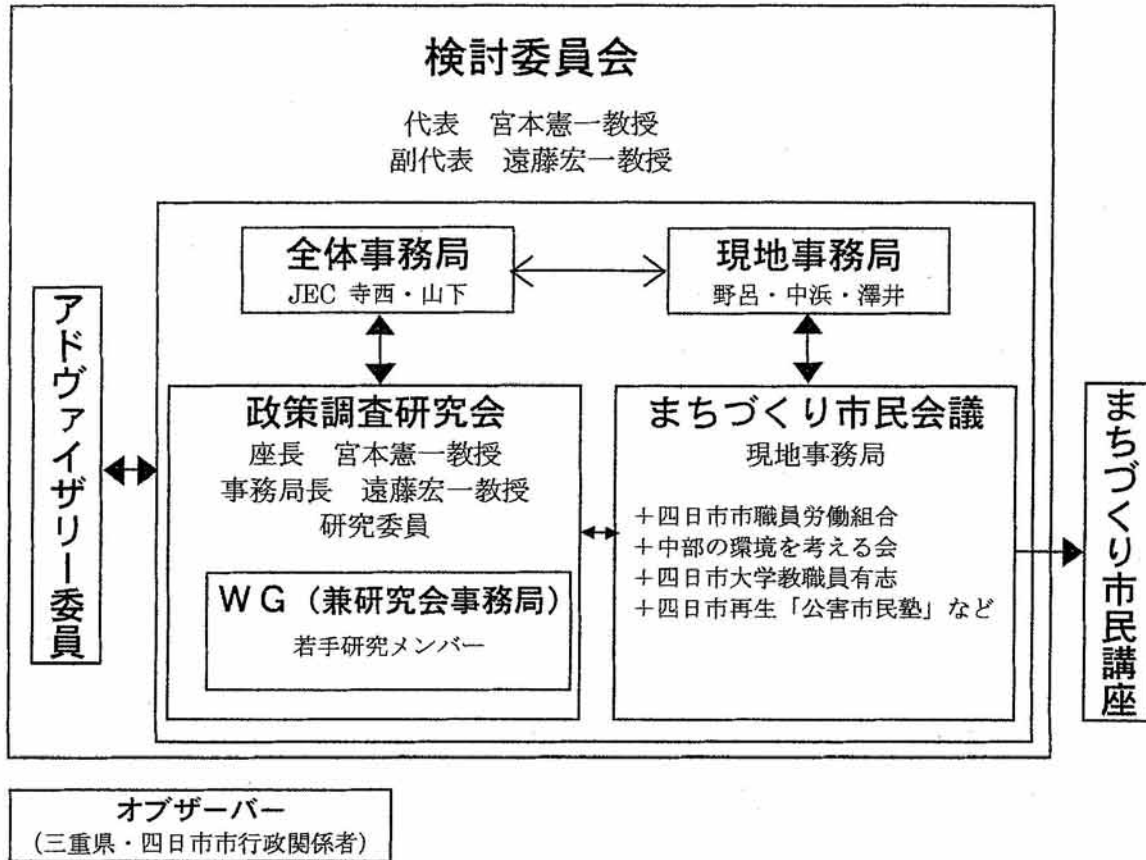 検討委員会
代表 宮本憲一教授
副代表 遠藤宏一教授
全体事務局
JEC 寺西・山下
現地事務局
野呂・中浜・澤井
アドヴァイザリー委員
政策調査研究会
座長 宮本憲一教授
事務局長 遠藤宏一教授
研究委員
WG(兼研究会事務局)
若手研究メンバー
まちづくり市民会議
現地事務局
+四日市市職員労働組合
+中部の環境を考える会
+四日市大学教職員有志
+四日市再生「公害市民塾」など
まちづくり市民講座
オブザーバー
(三重県・四日市市行政関係者)